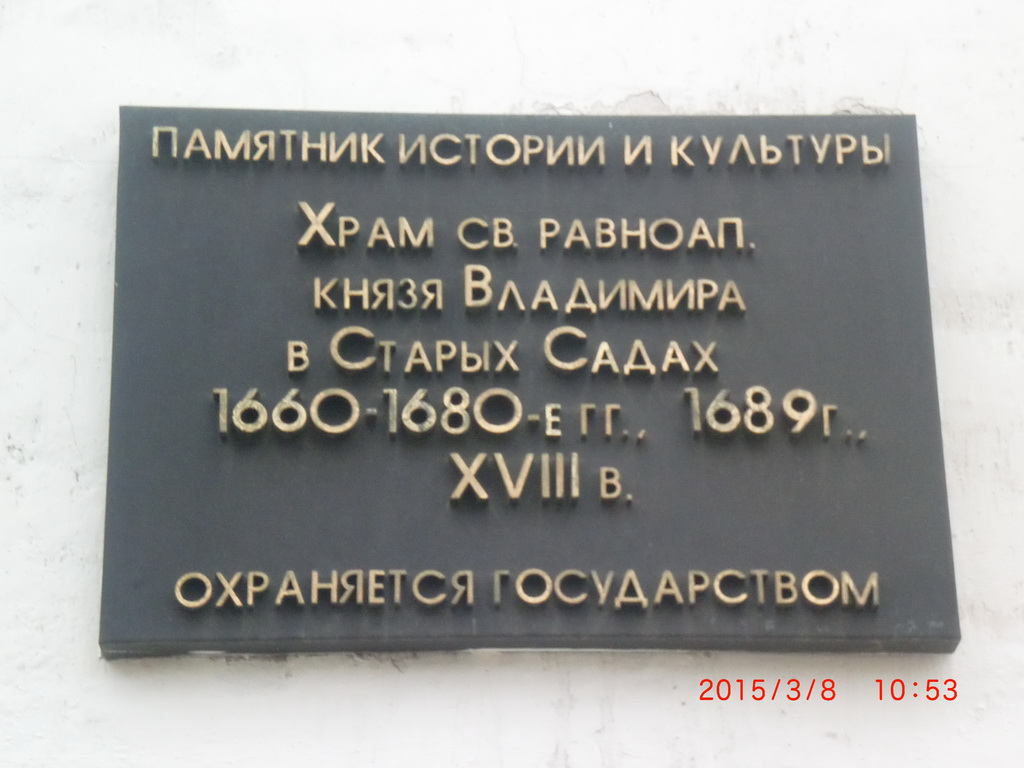 ПАМЯТНИК ИСТОРИИ И КУЛЬТУРЫ
ХРАМ СВ. РАВНОАП.
КНЯЗЯ ВЛАДИМИРА
В СТАРЫХ САДАХ
1660-1680-Е ГГ., 1689Г.,
XVIII В.
ОХРАНЯЕТСЯ ГОСУДАРСТВОМ
2015/3/8 10:53